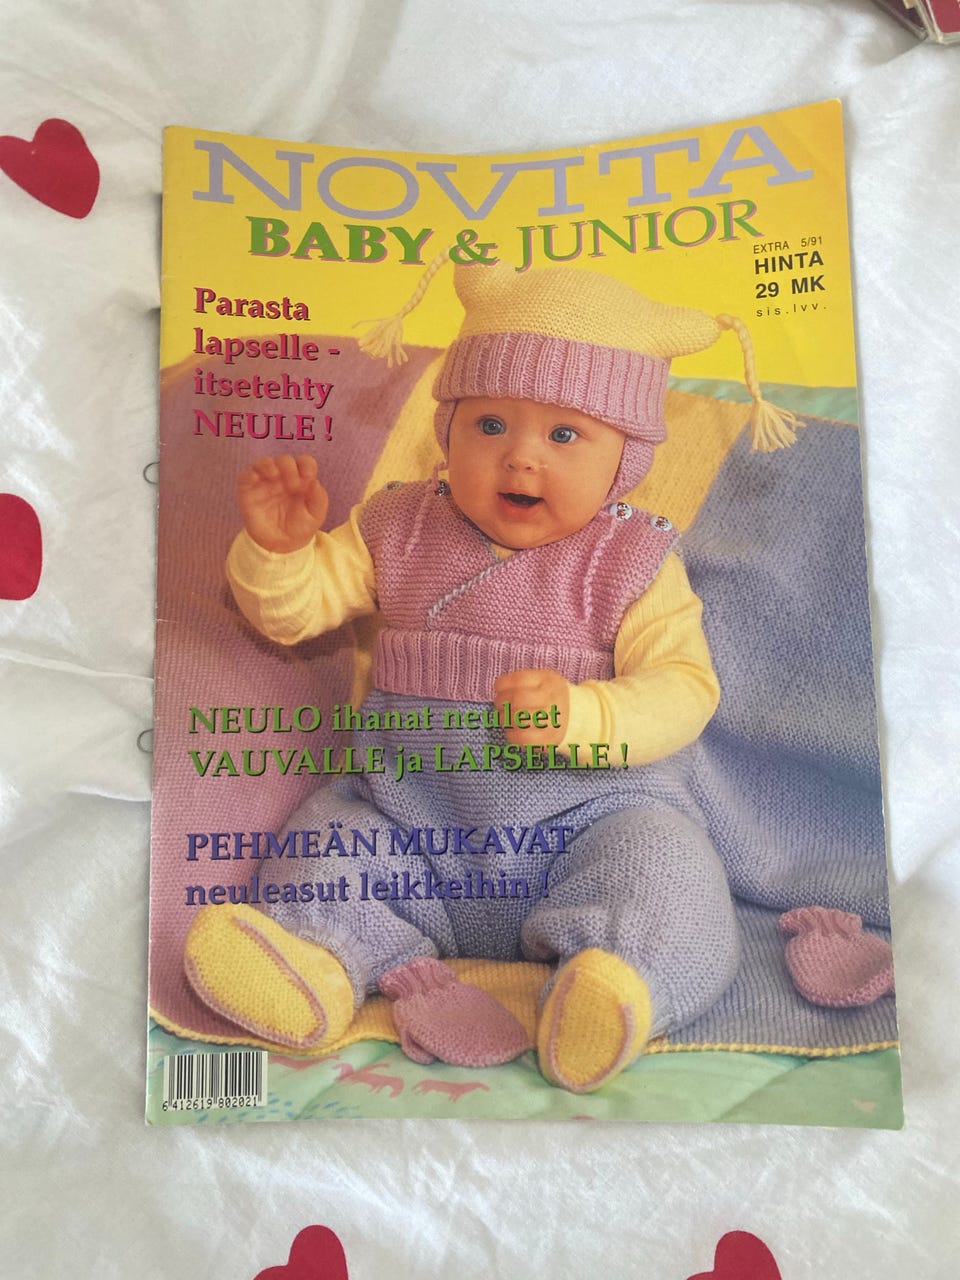 NOVITA
BABY & JUNIOR
EXTRA 5/91
HINTA
29 MK
sis.lvv.
Parasta
lapselle -
itsetehty
NEULE !
NEULO ihanat neuleet
VAUVALLE ja LAPSELLE !
PEHMEÄN MUKAVAT
neuleasut leikkeihin !
6 412619 802021